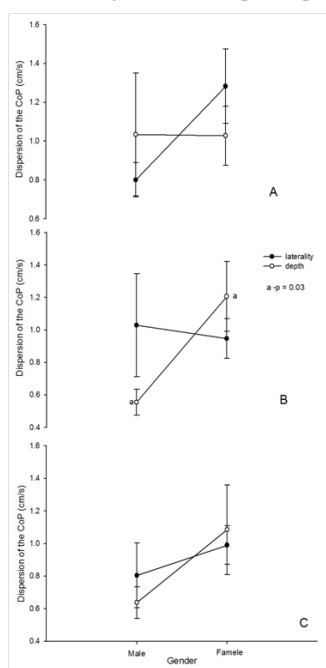 1.6
1.4
1.2
1.0
0.8
0.6
Dispersion of the CoP (cm/s)
A
1.6
1.4
1.2
1.0
0.8
0.6
0.4
Dispersion of the CoP (cm/s)
laterality
depth
a -p = 0.03
a
a
B
1.6
1.4
1.2
1.0
0.8
0.6
0.4
Dispersion of the CoP (cm/s)
C
Male
Famele
Gender